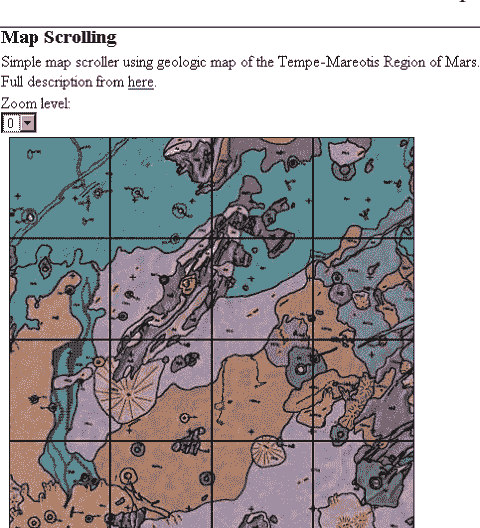 Map Scrolling
Simple map scroller using geologic map of the Tempe-Mareotis Region of Mars.
Full description from here.
Zoom level:
0